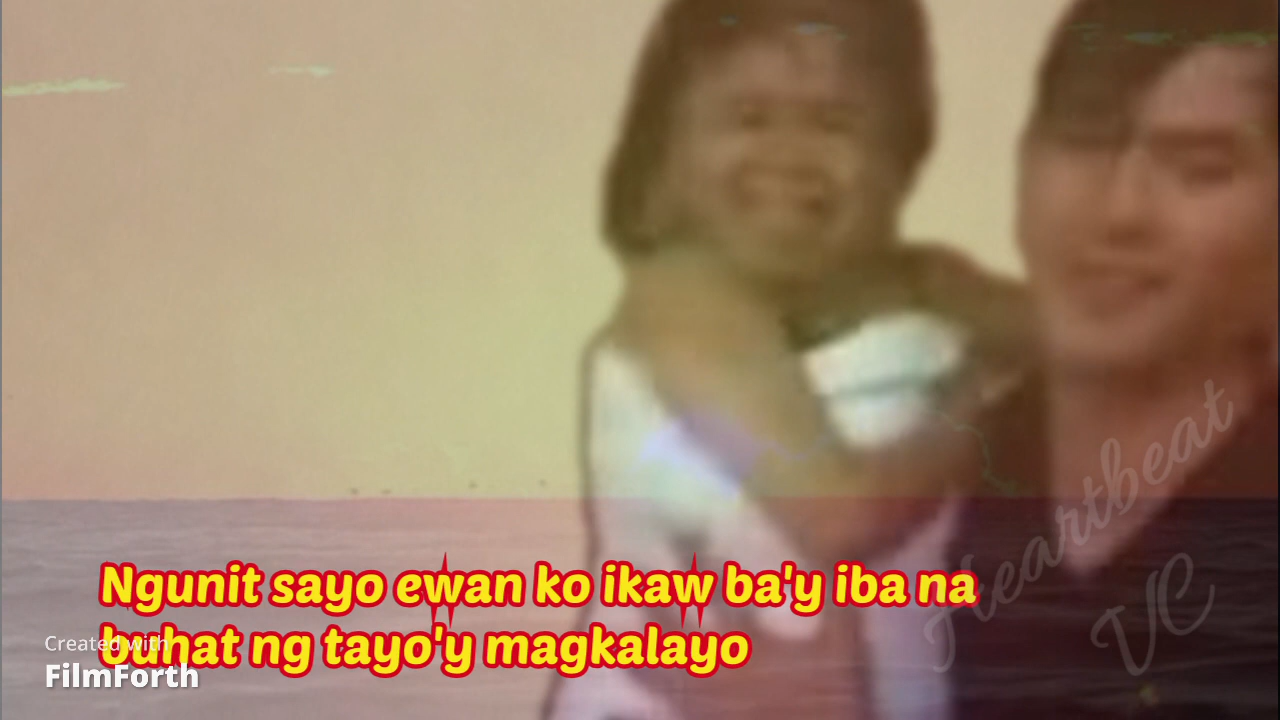 Ngunit sayo ewan ko ikaw ba'y iba na
buhat ng tayo'y magkalayo
Created with
FilmForth
Heartbeat
VC